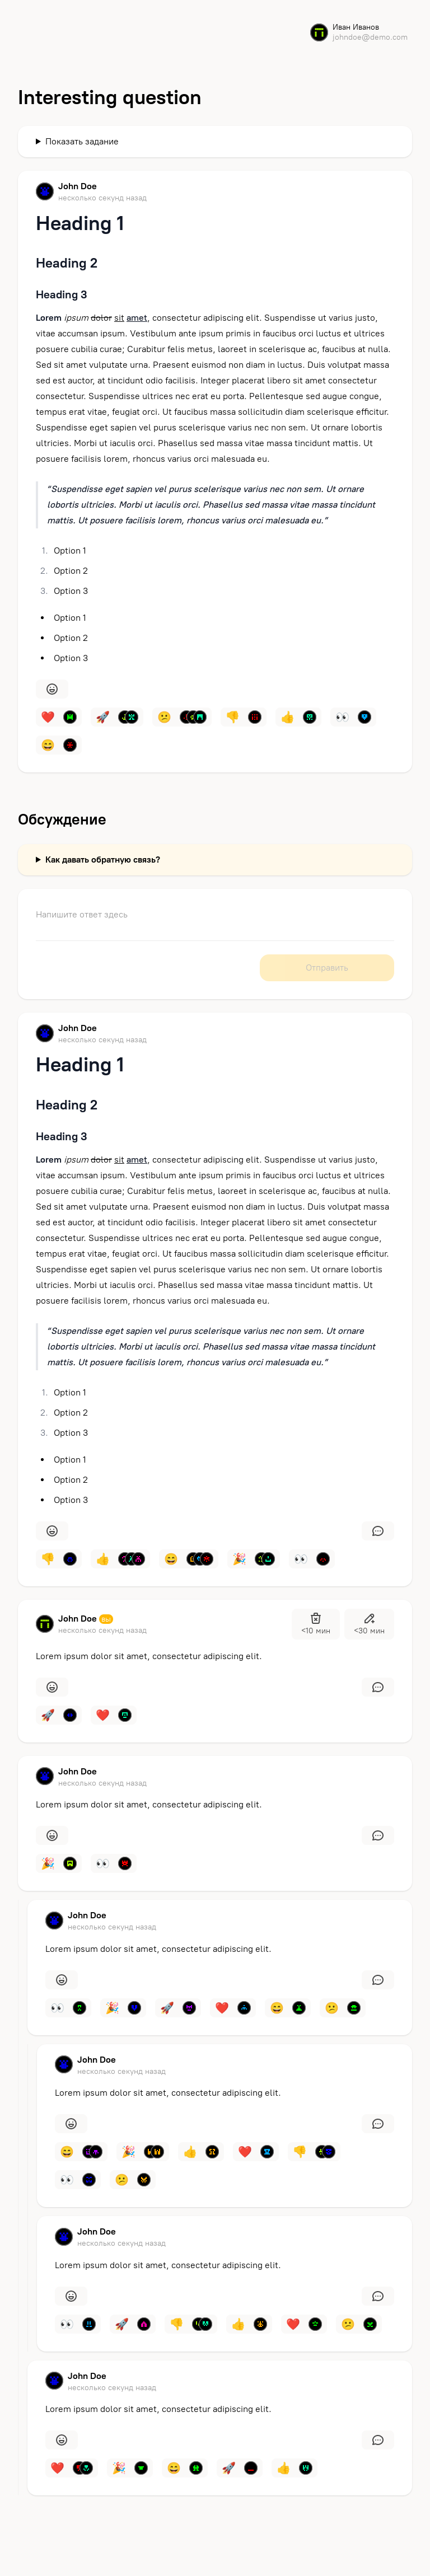 Иван Иванов
johndoe@demo.com
Interesting question
Показать задание
John Doe
несколько секунд назад
Heading 1
Heading 2
Heading 3
Lorem ipsum dolor sit amet, consectetur adipiscing elit. Suspendisse ut varius justo,
vitae accumsan ipsum. Vestibulum ante ipsum primis in faucibus orci luctus et ultrices
posuere cubilia curae; Curabitur felis metus, laoreet in scelerisque ac, faucibus at nulla.
Sed sit amet vulputate urna. Praesent euismod non diam in luctus. Duis volutpat massa
sed est auctor, at tincidunt odio facilisis. Integer placerat libero sit amet consectetur
consectetur. Suspendisse ultrices nec erat eu porta. Pellentesque sed augue congue,
tempus erat vitae, feugiat orci. Ut faucibus massa sollicitudin diam scelerisque efficitur.
Suspendisse eget sapien vel purus scelerisque varius nec non sem. Ut ornare lobortis
ultricies. Morbi ut iaculis orci. Phasellus sed massa vitae massa tincidunt mattis. Ut
posuere facilisis lorem, rhoncus varius orci malesuada eu.
“Suspendisse eget sapien vel purus scelerisque varius nec non sem. Ut ornare
lobortis ultricies. Morbi ut iaculis orci. Phasellus sed massa vitae massa tincidunt
mattis. Ut posuere facilisis lorem, rhoncus varius orci malesuada eu.”
1. Option 1
2. Option 2
3. Option 3
• Option 1
• Option 2
• Option 3
Обсуждение
Как давать обратную связь?
Напишите ответ здесь
Отправить
John Doe
несколько секунд назад
Heading 1
Heading 2
Heading 3
Lorem ipsum dolor sit amet, consectetur adipiscing elit. Suspendisse ut varius justo,
vitae accumsan ipsum. Vestibulum ante ipsum primis in faucibus orci luctus et ultrices
posuere cubilia curae; Curabitur felis metus, laoreet in scelerisque ac, faucibus at nulla.
Sed sit amet vulputate urna. Praesent euismod non diam in luctus. Duis volutpat massa
sed est auctor, at tincidunt odio facilisis. Integer placerat libero sit amet consectetur
consectetur. Suspendisse ultrices nec erat eu porta. Pellentesque sed augue congue,
tempus erat vitae, feugiat orci. Ut faucibus massa sollicitudin diam scelerisque efficitur.
Suspendisse eget sapien vel purus scelerisque varius nec non sem. Ut ornare lobortis
ultricies. Morbi ut iaculis orci. Phasellus sed massa vitae massa tincidunt mattis. Ut
posuere facilisis lorem, rhoncus varius orci malesuada eu.
“Suspendisse eget sapien vel purus scelerisque varius nec non sem. Ut ornare
lobortis ultricies. Morbi ut iaculis orci. Phasellus sed massa vitae massa tincidunt
mattis. Ut posuere facilisis lorem, rhoncus varius orci malesuada eu.”
1. Option 1
2. Option 2
3. Option 3
• Option 1
• Option 2
• Option 3
John Doe Вы
несколько секунд назад
<10 мин
<30 мин
Lorem ipsum dolor sit amet, consectetur adipiscing elit.
John Doe
несколько секунд назад
Lorem ipsum dolor sit amet, consectetur adipiscing elit.
John Doe
несколько секунд назад
Lorem ipsum dolor sit amet, consectetur adipiscing elit.
John Doe
несколько секунд назад
Lorem ipsum dolor sit amet, consectetur adipiscing elit.
John Doe
несколько секунд назад
Lorem ipsum dolor sit amet, consectetur adipiscing elit.
John Doe
несколько секунд назад
Lorem ipsum dolor sit amet, consectetur adipiscing elit.